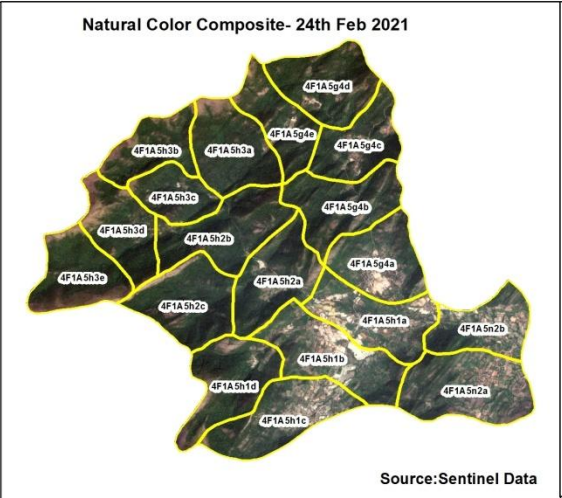 Natural Color Composite- 24th Feb 2021
4F1A5g4d
4F1A5g4e
4F1A5g4c
4F1A5h3b
4F1A5h3a
4F1A5h3c
4F1A5g4b
4F1A5h3d
4F1A5h2b
4F1A5g4a
4F1A5h3e
4F1A5h2a
4F1A5h2c
4F1A5h1a
4F1A5n2b
4F1A5h1b
4F1A5h1d
4F1A5n2a
4F1A5h1c
Source:Sentinel Data